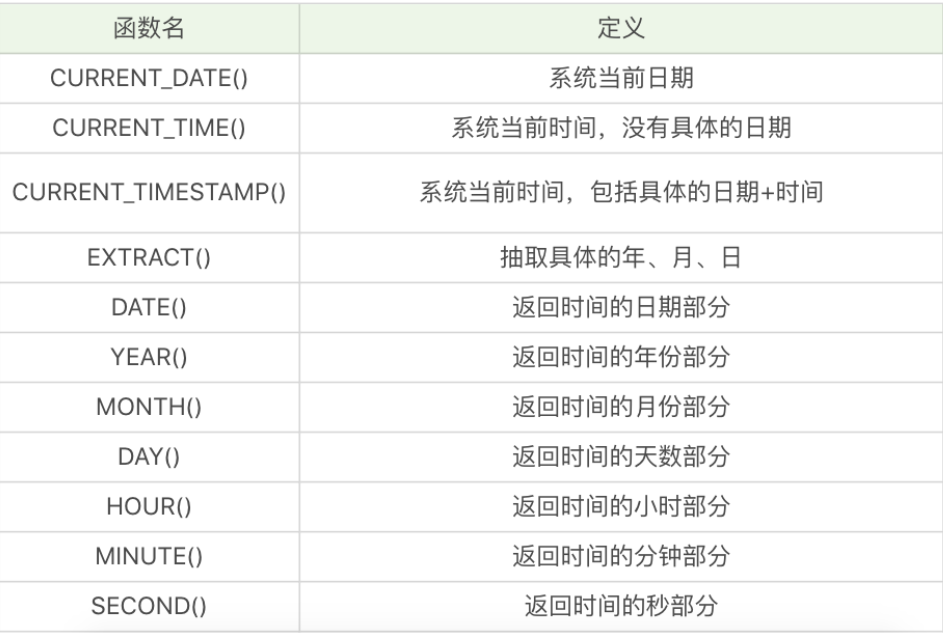 函数名 定义
CURRENT_DATE() 系统当前日期
CURRENT_TIME() 系统当前时间，没有具体的日期
CURRENT_TIMESTAMP() 系统当前时间，包括具体的日期+时间
EXTRACT() 抽取具体的年、月、日
DATE() 返回时间的日期部分
YEAR() 返回时间的年份部分
MONTH() 返回时间的月份部分
DAY() 返回时间的天数部分
HOUR() 返回时间的小时部分
MINUTE() 返回时间的分钟部分
SECOND() 返回时间的秒部分